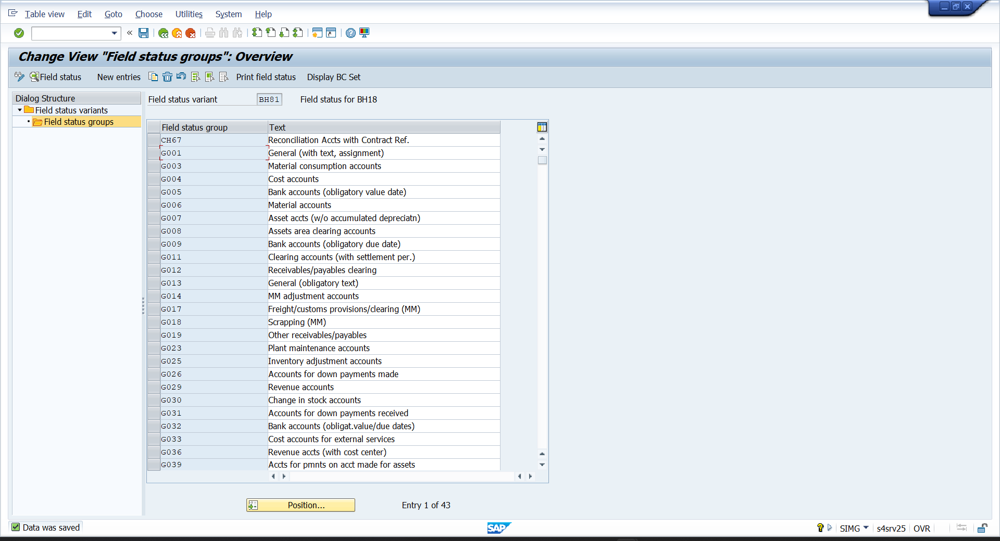 Table view Edit Goto Choose Utilities System Help
Change View "Field status groups": Overview
Field status New entries Print field status Display BC Set
Dialog Structure
Field status variants
Field status groups
Field status variant BH81 Field status for BH18
Field status group Text
CH67 Reconciliation Accts with Contract Ref.
G001 General (with text, assignment)
G003 Material consumption accounts
G004 Cost accounts
G005 Bank accounts (obligatory value date)
G006 Material accounts
G007 Asset accts (w/o accumulated depreciatn)
G008 Assets area clearing accounts
G009 Bank accounts (obligatory due date)
G011 Clearing accounts (with settlement per.)
G012 Receivables/payables clearing
G013 General (obligatory text)
G014 MM adjustment accounts
G017 Freight/customs provisions/clearing (MM)
G018 Scrapping (MM)
G019 Other receivables/payables
G023 Plant maintenance accounts
G025 Inventory adjustment accounts
G026 Accounts for down payments made
G029 Revenue accounts
G030 Change in stock accounts
G031 Accounts for down payments received
G032 Bank accounts (obligat.value/due dates)
G033 Cost accounts for external services
G036 Revenue accts (with cost center)
G039 Accts for pmnts on acct made for assets
Position... Entry 1 of 43
Data was saved SAP SIMG s4srv25 OVR